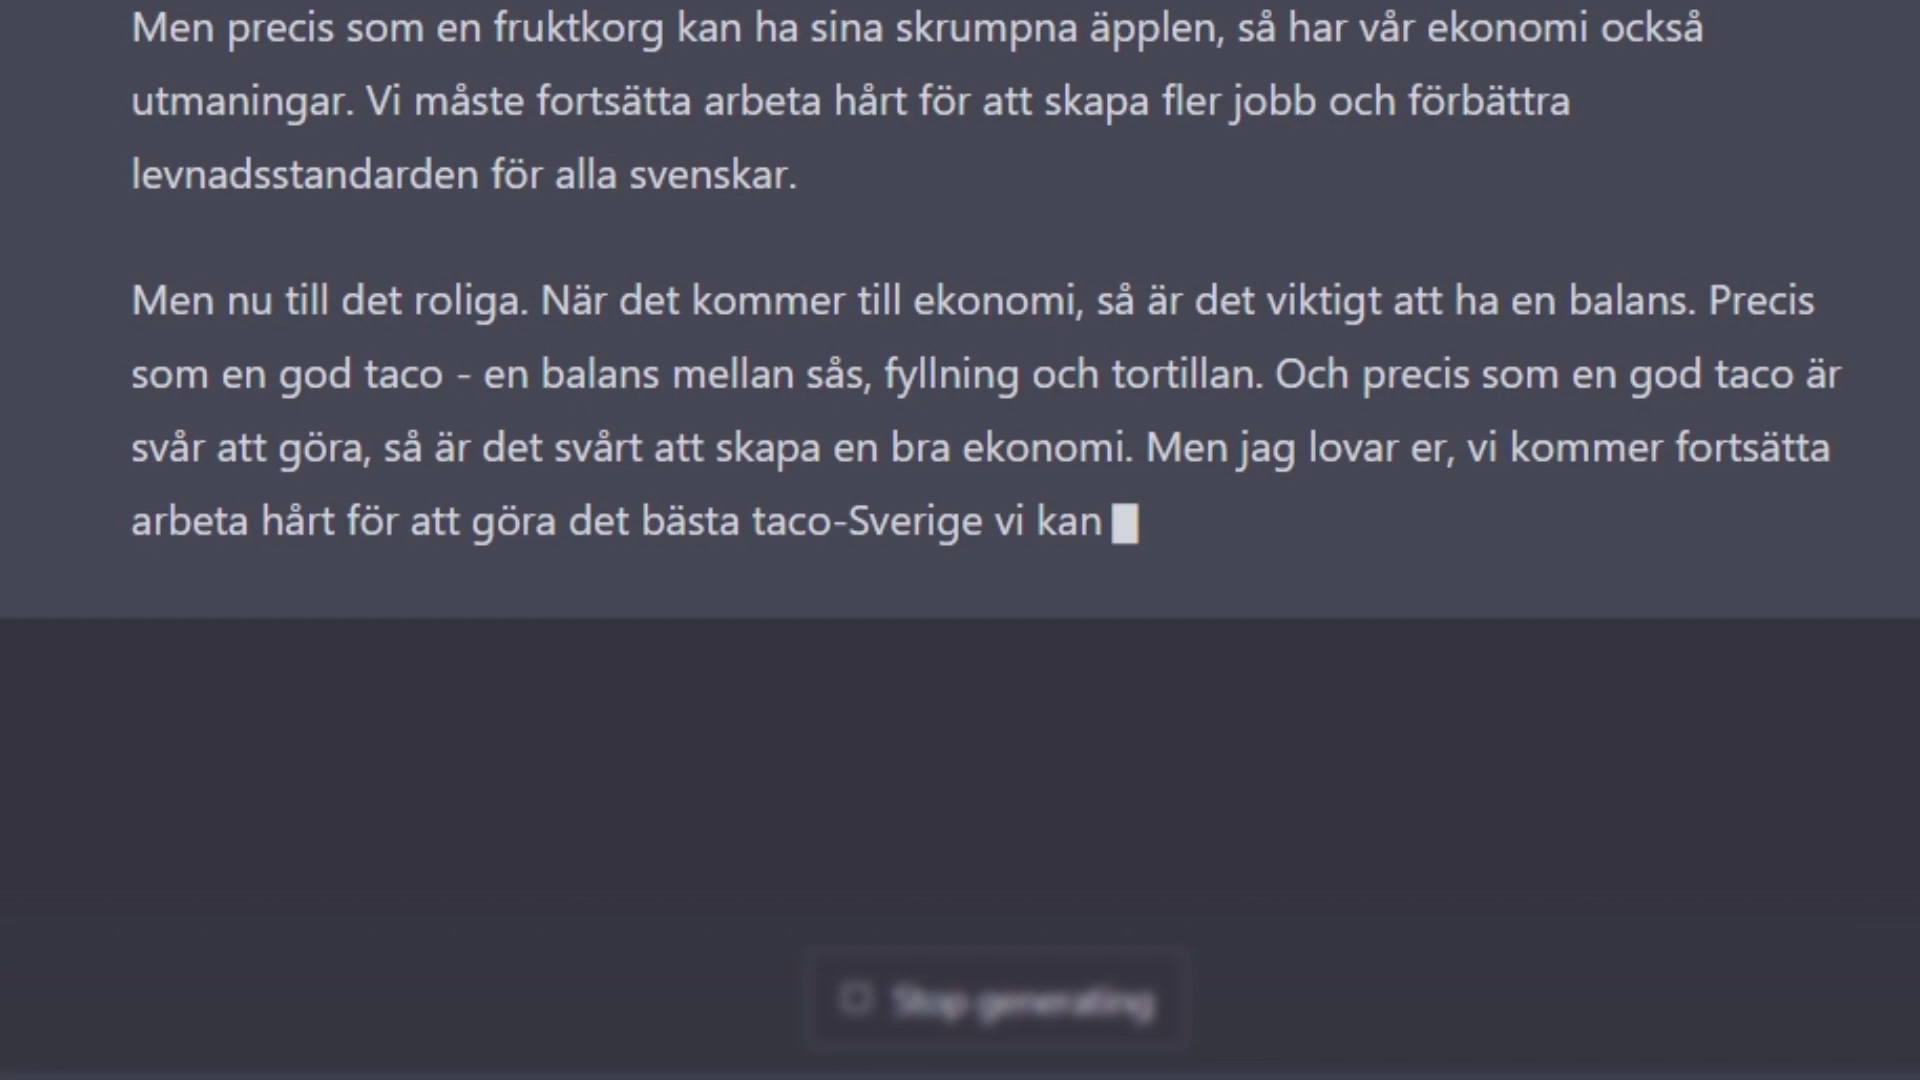 Men precis som en fruktkorg kan ha sina skrumpna äpplen, så har vår ekonomi också
utmaningar. Vi måste fortsätta arbeta hårt för att skapa fler jobb och förbättra
levnadsstandarden för alla svenskar.
Men nu till det roliga. När det kommer till ekonomi, så är det viktigt att ha en balans. Precis
som en god taco - en balans mellan sås, fyllning och tortillan. Och precis som en god taco är
svår att göra, så är det svårt att skapa en bra ekonomi. Men jag lovar er, vi kommer fortsätta
arbeta hårt för att göra det bästa taco-Sverige vi kan
Stop generating